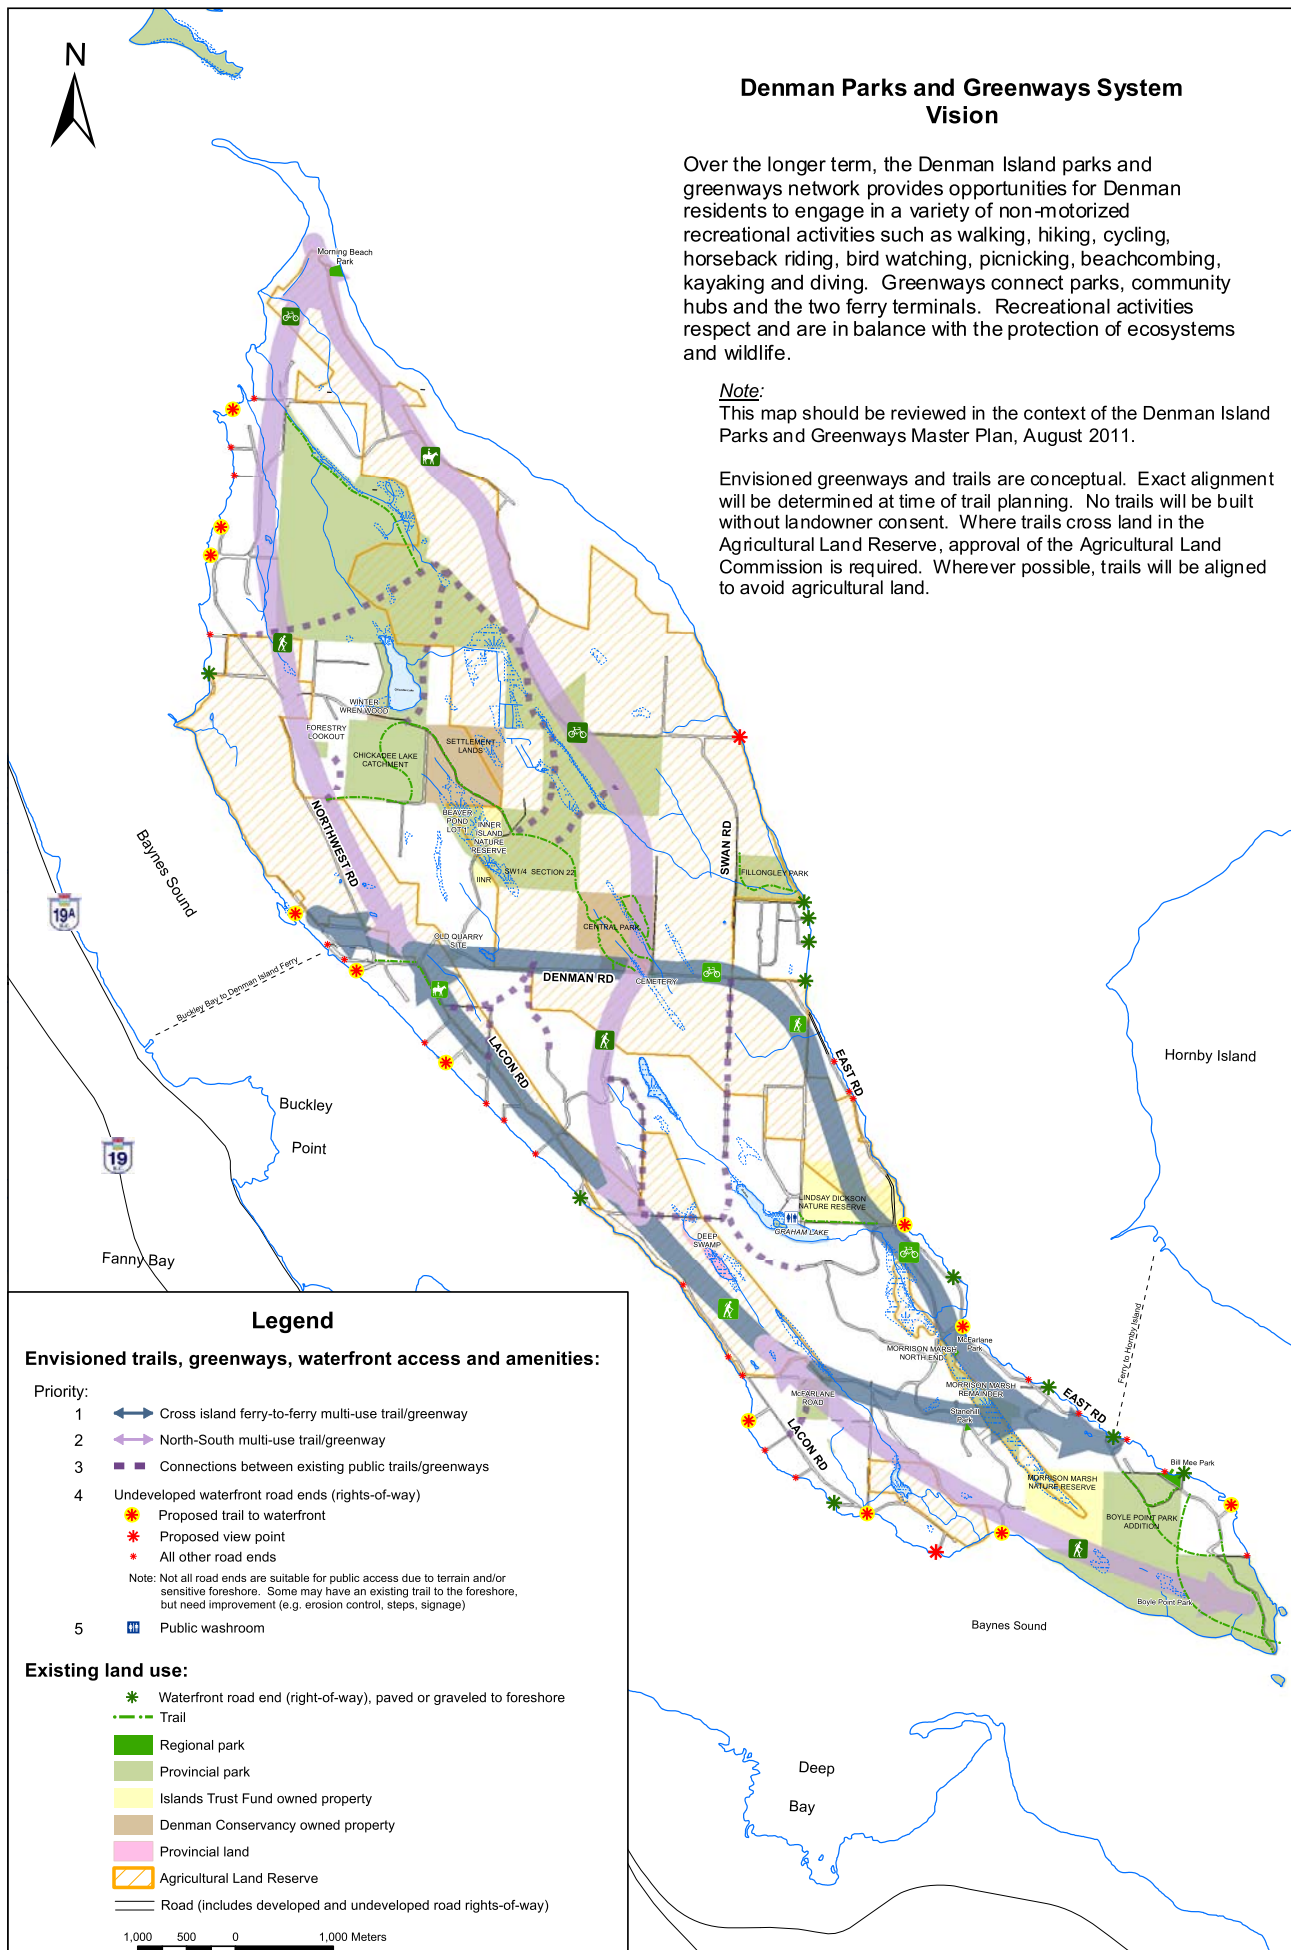 N
Denman Parks and Greenways System
Vision
Over the longer term, the Denman Island parks and
greenways network provides opportunities for Denman
residents to engage in a variety of non-motorized
recreational activities such as walking, hiking, cycling,
horseback riding, bird watching, picnicking, beachcombing,
kayaking and diving. Greenways connect parks, community
hubs and the two ferry terminals. Recreational activities
respect and are in balance with the protection of ecosystems
and wildlife.
Note:
This map should be reviewed in the context of the Denman Island
Parks and Greenways Master Plan, August 2011.
Envisioned greenways and trails are conceptual. Exact alignment
will be determined at time of trail planning. No trails will be built
without landowner consent. Where trails cross land in the
Agricultural Land Reserve, approval of the Agricultural Land
Commission is required. Wherever possible, trails will be aligned
to avoid agricultural land.
Morning Beach
Park
WINTER
WREN WOOD
FORESTRY
LOOKOUT
CHICKADEE LAKE
CATCHMENT
SETTLEMENT
LANDS
BEAVER
POND
LOT 1
INNER
ISLAND
NATURE
RESERVE
IINR
SW1/4 SECTION 22
NORTHWEST RD
SWAN RD
FILLONGLEY PARK
CENTRAL PARK
OLD QUARRY
SITE
DENMAN RD
CEMETERY
Baynes Sound
19A
Buckley Bay to Denman Island Ferry
LACON RD
EAST RD
Hornby Island
Buckley
Point
19
B.C.
Fanny Bay
LINDSAY DICKSON
NATURE RESERVE
GRAHAM LAKE
DEEP
SWAMP
McFarlane
Park
MORRISON MARSH
NORTH END
MORRISON MARSH
REMAINDER
Ferry to Hornby Island
EAST RD
McFARLANE
ROAD
Stanehill
Park
LACON RD
MORRISON MARSH
NATURE RESERVE
Bill Mee Park
BOYLE POINT PARK
ADDITION
Boyle Point Park
Baynes Sound
Deep
Bay
Legend
Envisioned trails, greenways, waterfront access and amenities:
Priority:
1 Cross island ferry-to-ferry multi-use trail/greenway
2 North-South multi-use trail/greenway
3 Connections between existing public trails/greenways
4 Undeveloped waterfront road ends (rights-of-way)
Proposed trail to waterfront
Proposed view point
All other road ends
Note: Not all road ends are suitable for public access due to terrain and/or
sensitive foreshore. Some may have an existing trail to the foreshore,
but need improvement (e.g. erosion control, steps, signage)
5 Public washroom
Existing land use:
Waterfront road end (right-of-way), paved or graveled to foreshore
Trail
Regional park
Provincial park
Islands Trust Fund owned property
Denman Conservancy owned property
Provincial land
Agricultural Land Reserve
Road (includes developed and undeveloped road rights-of-way)
1,000 500 0 1,000 Meters